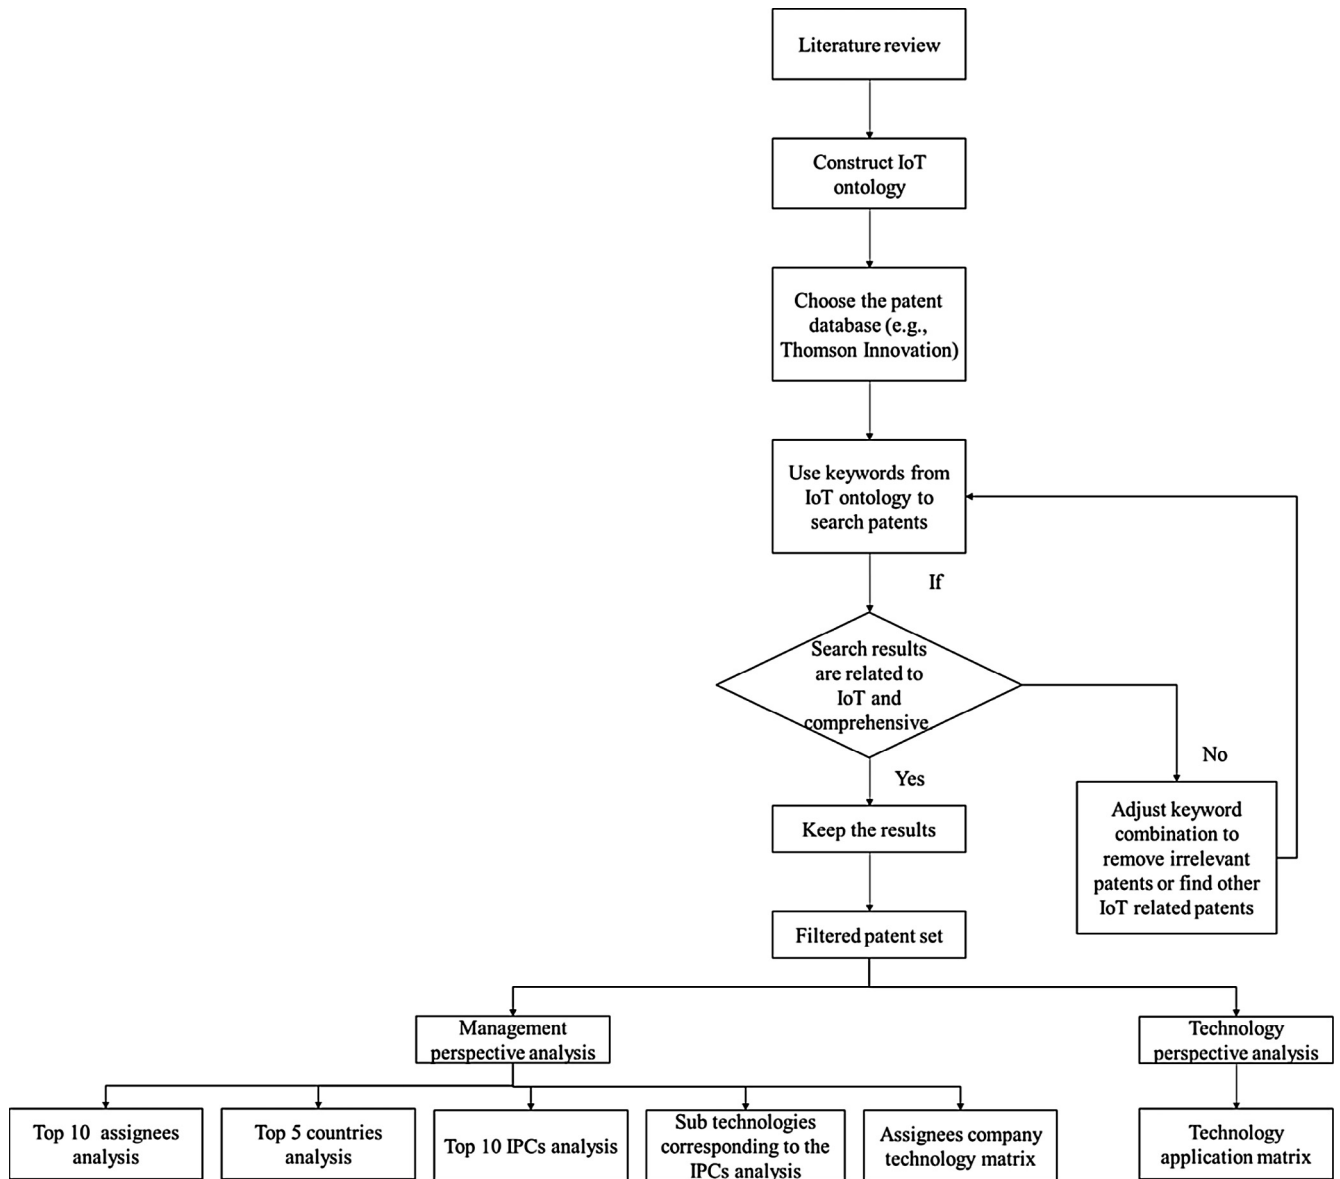 Literature review
Construct IoT
ontology
Choose the patent
database (e.g.,
Thomson Innovation)
Use keywords from
IoT ontology to
search patents
If
Search results
are related to
IoT and
comprehensive
No
Yes
Adjust keyword
combination to
remove irrelevant
patents or find other
IoT related patents
Keep the results
Filtered patent set
Management
perspective analysis
Technology
perspective analysis
Top 10 assignees
analysis
Top 5 countries
analysis
Top 10 IPCs analysis
Sub technologies
corresponding to the
IPCs analysis
Assignees company
technology matrix
Technology
application matrix